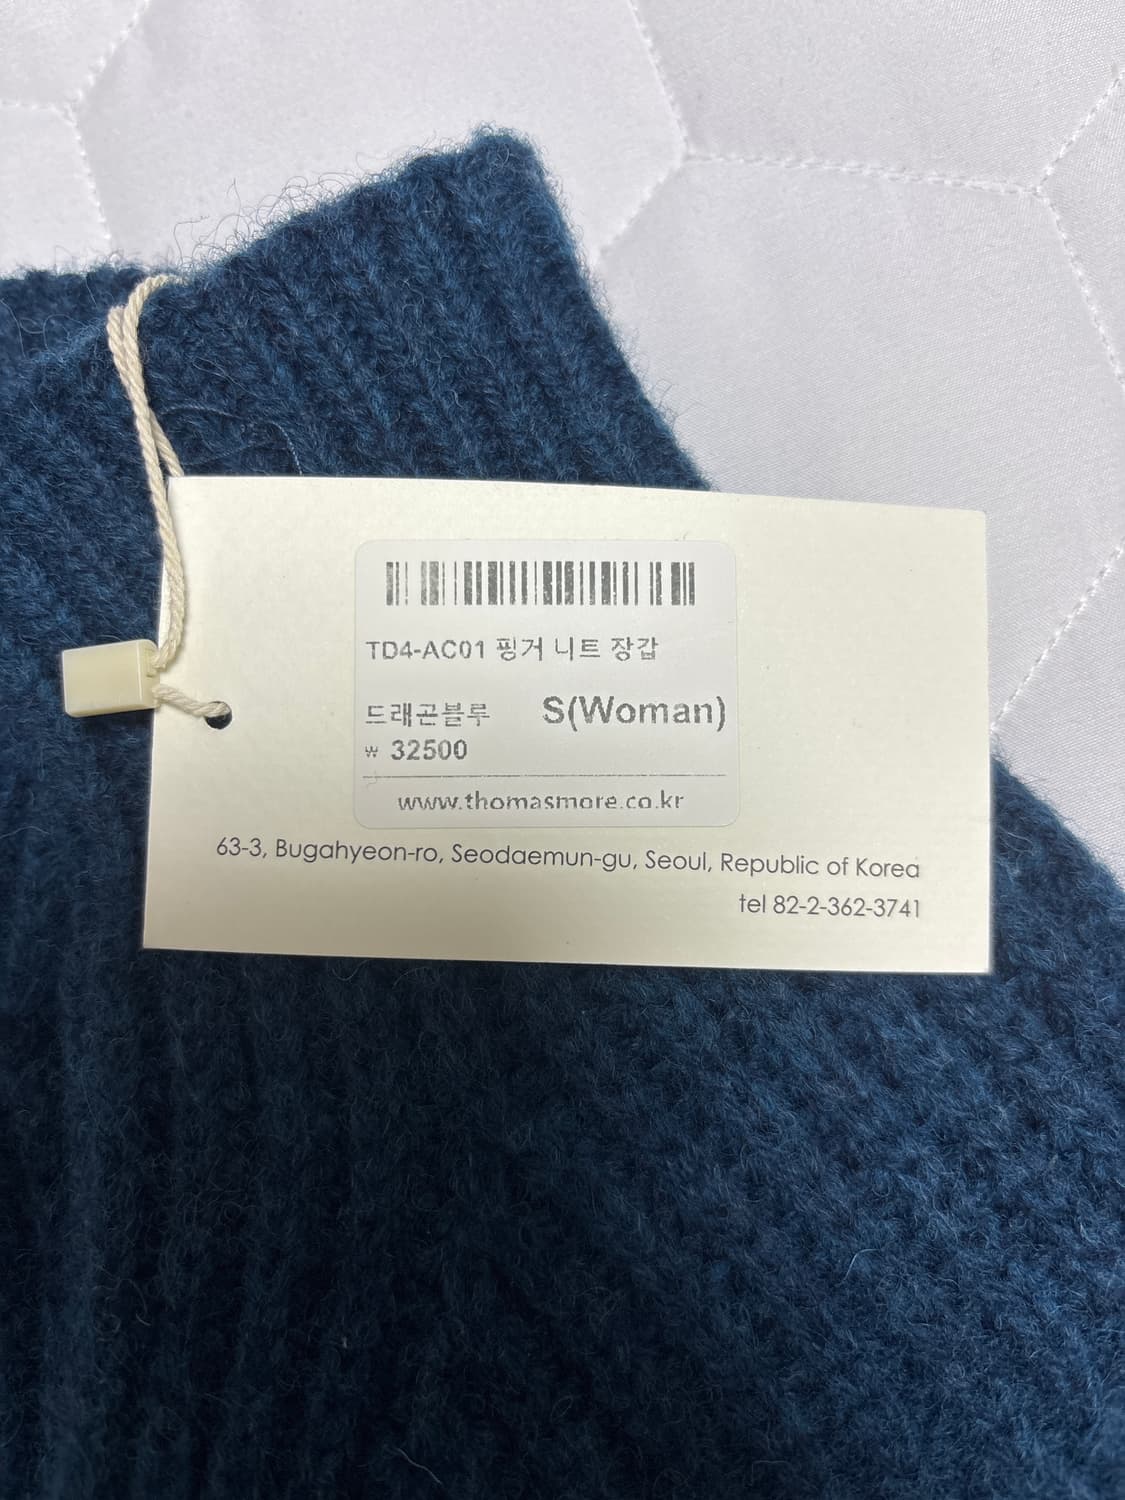 TD4-AC01 핑거 니트 장갑
드래곤블루 S(Woman)
₩ 32500
www.thomasmore.co.kr
63-3, Bugahyeon-ro, Seodaemun-gu, Seoul, Republic of Korea
tel 82-2-362-3741